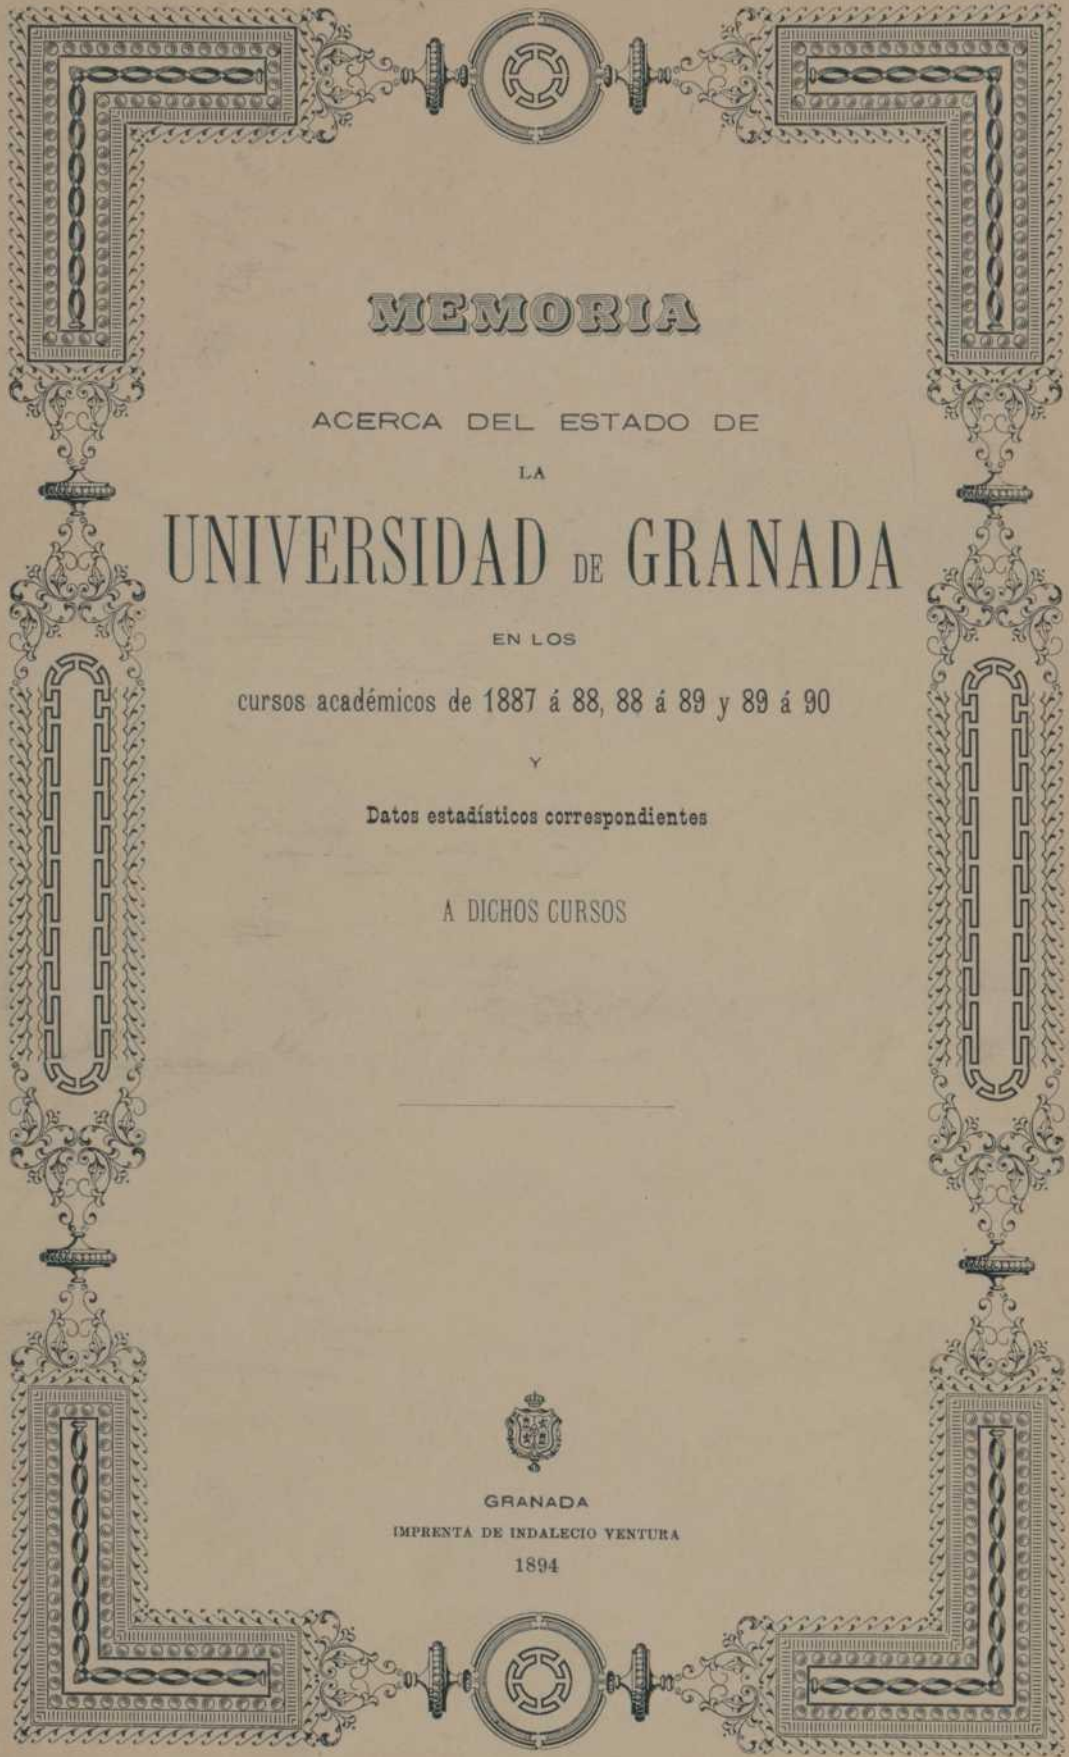 MEMORIA
ACERCA DEL ESTADO DE
LA
UNIVERSIDAD DE GRANADA
EN LOS
cursos académicos de 1887 á 88, 88 á 89 y 89 á 90
Y
Datos estadísticos correspondientes
A DICHOS CURSOS
GRANADA
IMPRENTA DE INDALECIO VENTURA
1894